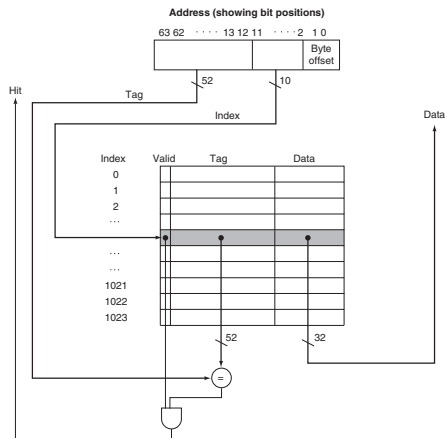 Address (showing bit positions)
63 62 · · · · 13 12 11 · · · · 2 1 0
Byte
offset
52
10
Tag
Index
Hit
Data
Index Valid Tag Data
0
1
2
...
...
...
1021
1022
1023
52
32
=